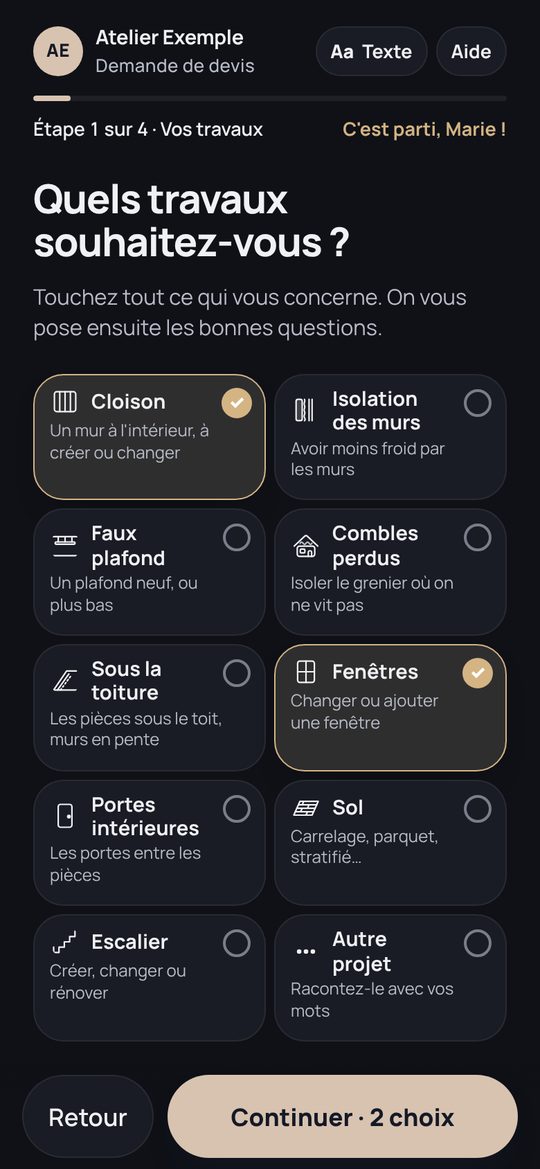 AE
Atelier Exemple
Demande de devis
Aa Texte
Aide
Étape 1 sur 4 · Vos travaux
C'est parti, Marie !
Quels travaux
souhaitez-vous ?
Touchez tout ce qui vous concerne. On vous
pose ensuite les bonnes questions.
Cloison
Un mur à l'intérieur, à
créer ou changer
Isolation
des murs
Avoir moins froid par
les murs
Faux
plafond
Un plafond neuf, ou
plus bas
Combles
perdus
Isoler le grenier où on
ne vit pas
Sous la
toiture
Les pièces sous le toit,
murs en pente
Fenêtres
Changer ou ajouter
une fenêtre
Portes
intérieures
Les portes entre les
pièces
Sol
Carrelage, parquet,
stratifié…
Escalier
Créer, changer ou
rénover
Autre
projet
Racontez-le avec vos
mots
Retour
Continuer · 2 choix